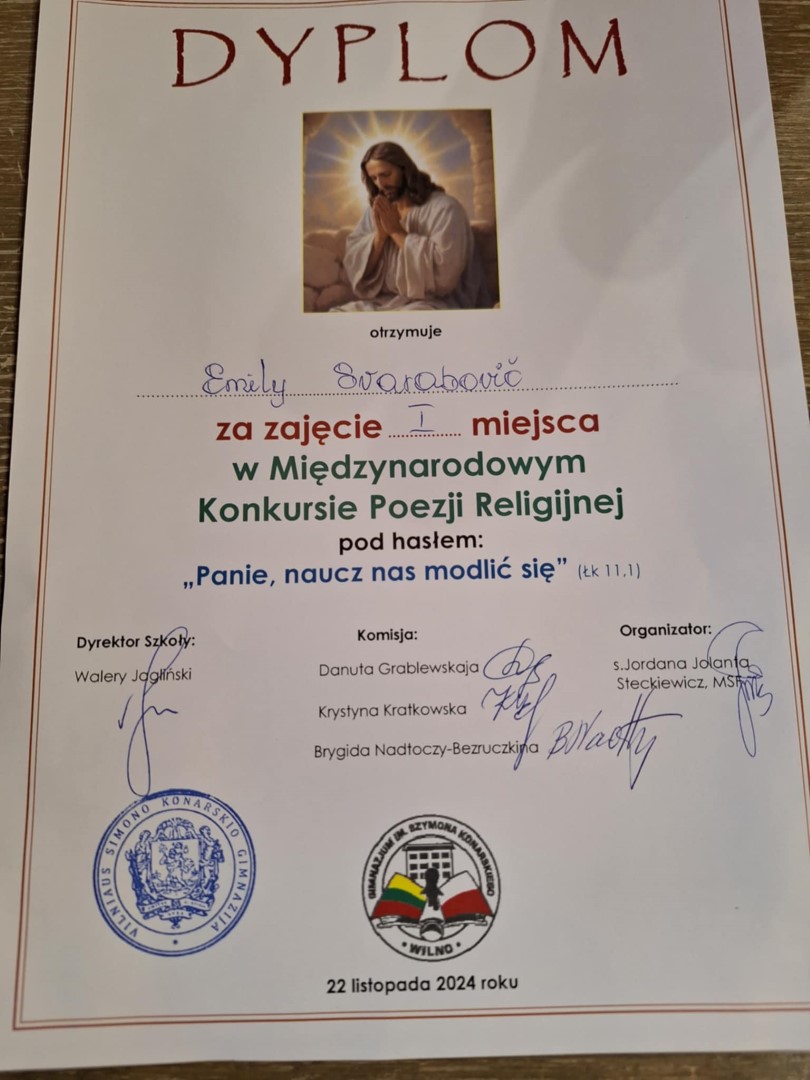 DYPLOM
otrzymuje
Emily Svarabovič
za zajęcie I miejsca
w Międzynarodowym
Konkursie Poezji Religijnej
pod hasłem:
„Panie, naucz nas modlić się” (Łk 11,1)
Dyrektor Szkoły:
Walery Jagliński
Komisja:
Danuta Grablewskaja
Krystyna Kratkowska
Brygida Nadtoczy-Bezruczkina
Organizator:
s.Jordana Jolanta
Steckiewicz, MSF
VILNIAUS SIMONO KONARSKIO GIMNAZIJA
GIMNAZJUM IM. SZYMONA KONARSKIEGO
• WILNO •
22 listopada 2024 roku